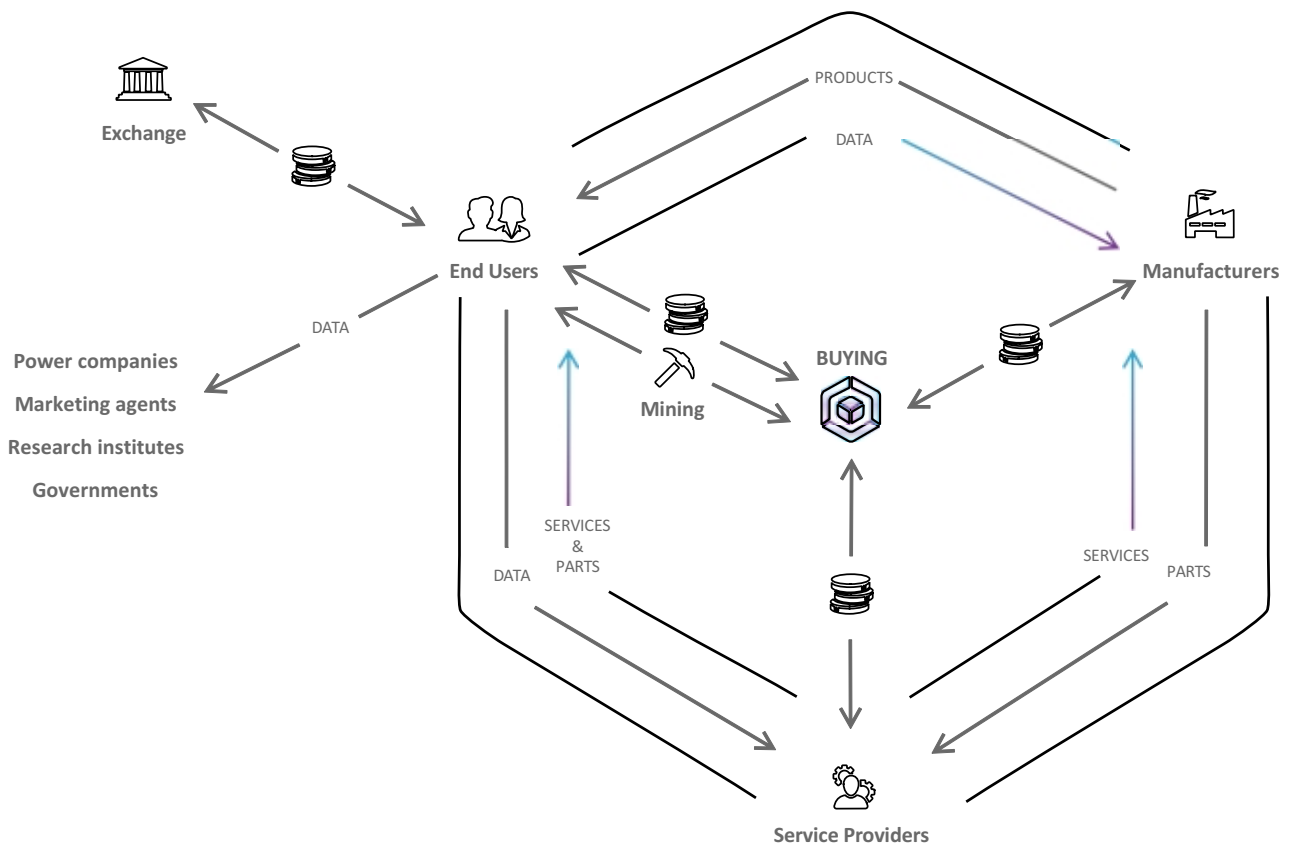 PRODUCTS
Exchange
DATA
End Users
Manufacturers
DATA
Power companies
BUYING
Marketing agents
Mining
Research institutes
Governments
SERVICES
&
PARTS
DATA
SERVICES
PARTS
Service Providers